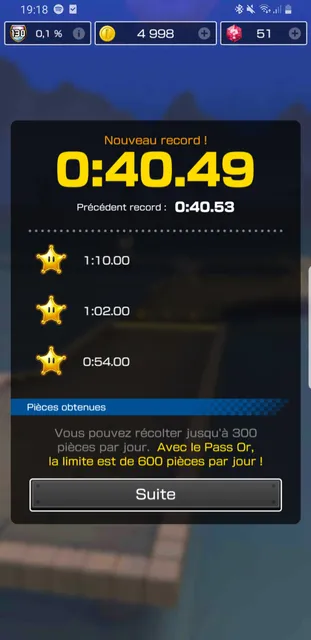 19:18
30 0,1 % 4 998 51
Nouveau record !
0:40.49
Précédent record : 0:40.53
1:10.00
1:02.00
0:54.00
Pièces obtenues
Vous pouvez récolter jusqu'à 300
pièces par jour. Avec le Pass Or,
la limite est de 600 pièces par jour !
Suite